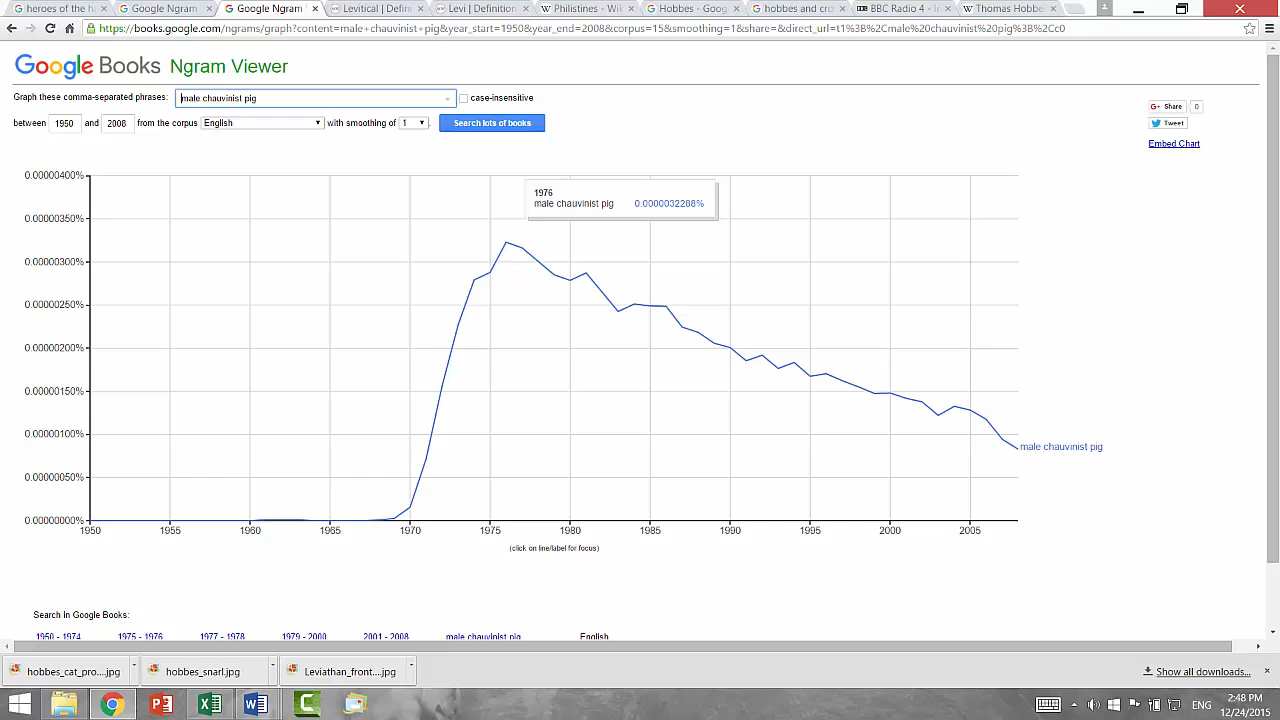 heroes of the ha
Google Ngram
Google Ngram
Levitical | Defin
Levi | Definition
Philistines - Wik
Hobbes - Goog
hobbes and cro
BBC Radio 4 - In
Thomas Hobbe
https://books.google.com/ngrams/graph?content=male+chauvinist+pig&year_start=1950&year_end=2008&corpus=15&smoothing=1&share=&direct_url=t1%3B%2Cmale%20chauvinist%20pig%3B%2Cc0
Google Books Ngram Viewer
Graph these comma-separated phrases: male chauvinist pig case-insensitive
between 1950 and 2008 from the corpus English with smoothing of 1 . Search lots of books
Share 0
Tweet
Embed Chart
0.00000400%
0.00000350%
0.00000300%
0.00000250%
0.00000200%
0.00000150%
0.00000100%
0.00000050%
0.00000000%
1976
male chauvinist pig 0.0000032288%
male chauvinist pig
1950 1955 1960 1965 1970 1975 1980 1985 1990 1995 2000 2005
(click on line/label for focus)
Search in Google Books:
1950 - 1974 1975 - 1976 1977 - 1978 1979 - 2000 2001 - 2008 male chauvinist pig English
hobbes_cat_pro....jpg
hobbes_snarl.jpg
Leviathan_front....jpg
Show all downloads...
ENG
2:48 PM
12/24/2015